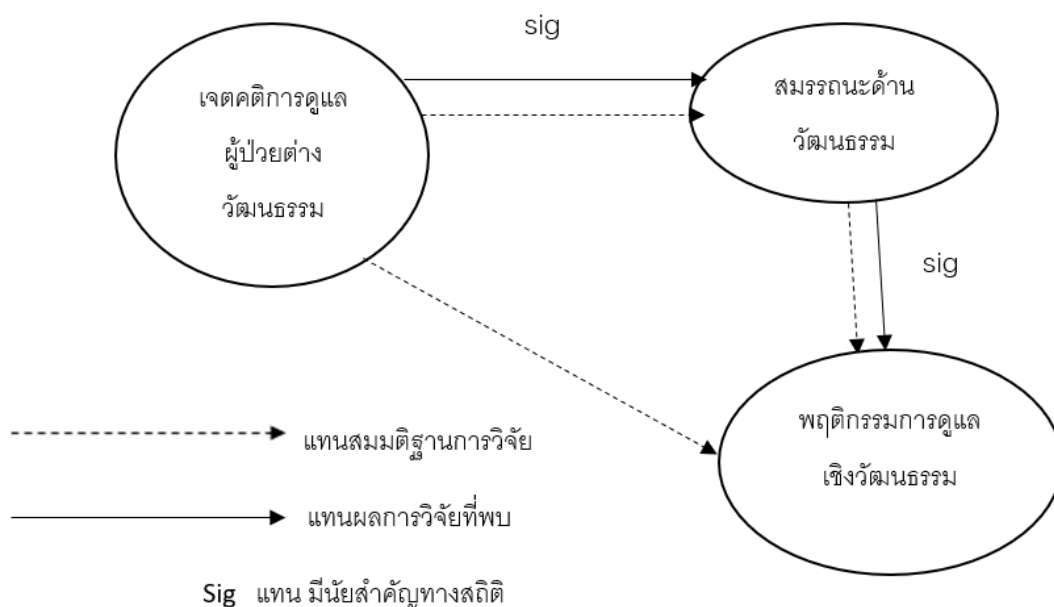 sig
เจตคติการดูแล
ผู้ป่วยต่าง
วัฒนธรรม
สมรรถนะด้าน
วัฒนธรรม
sig
พฤติกรรมการดูแล
เชิงวัฒนธรรม
แทนสมมติฐานการวิจัย
แทนผลการวิจัยที่พบ
Sig แทน มีนัยสำคัญทางสถิติ